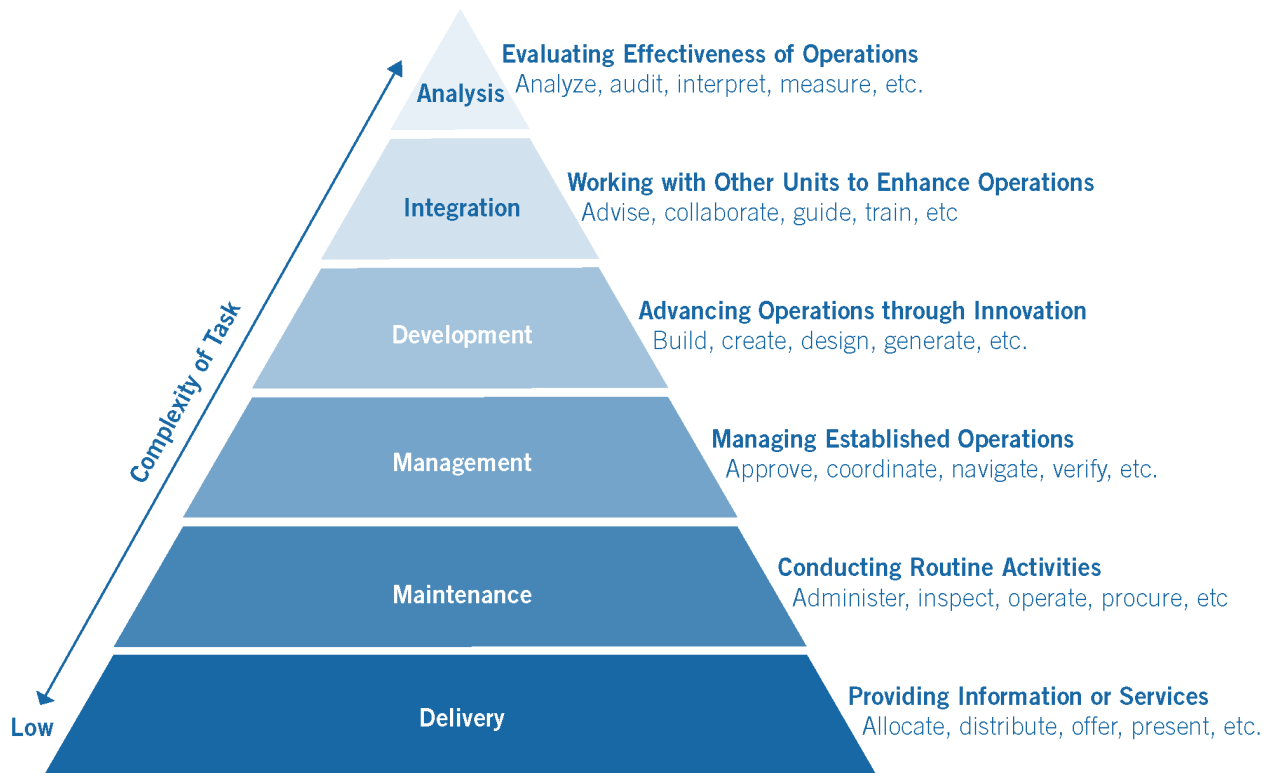 Evaluating Effectiveness of Operations
Analyze, audit, interpret, measure, etc.
Analysis
Working with Other Units to Enhance Operations
Advise, collaborate, guide, train, etc
Integration
Advancing Operations through Innovation
Build, create, design, generate, etc.
Development
Complexity of Task
Managing Established Operations
Approve, coordinate, navigate, verify, etc.
Management
Conducting Routine Activities
Administer, inspect, operate, procure, etc
Maintenance
Providing Information or Services
Allocate, distribute, offer, present, etc.
Delivery
Low